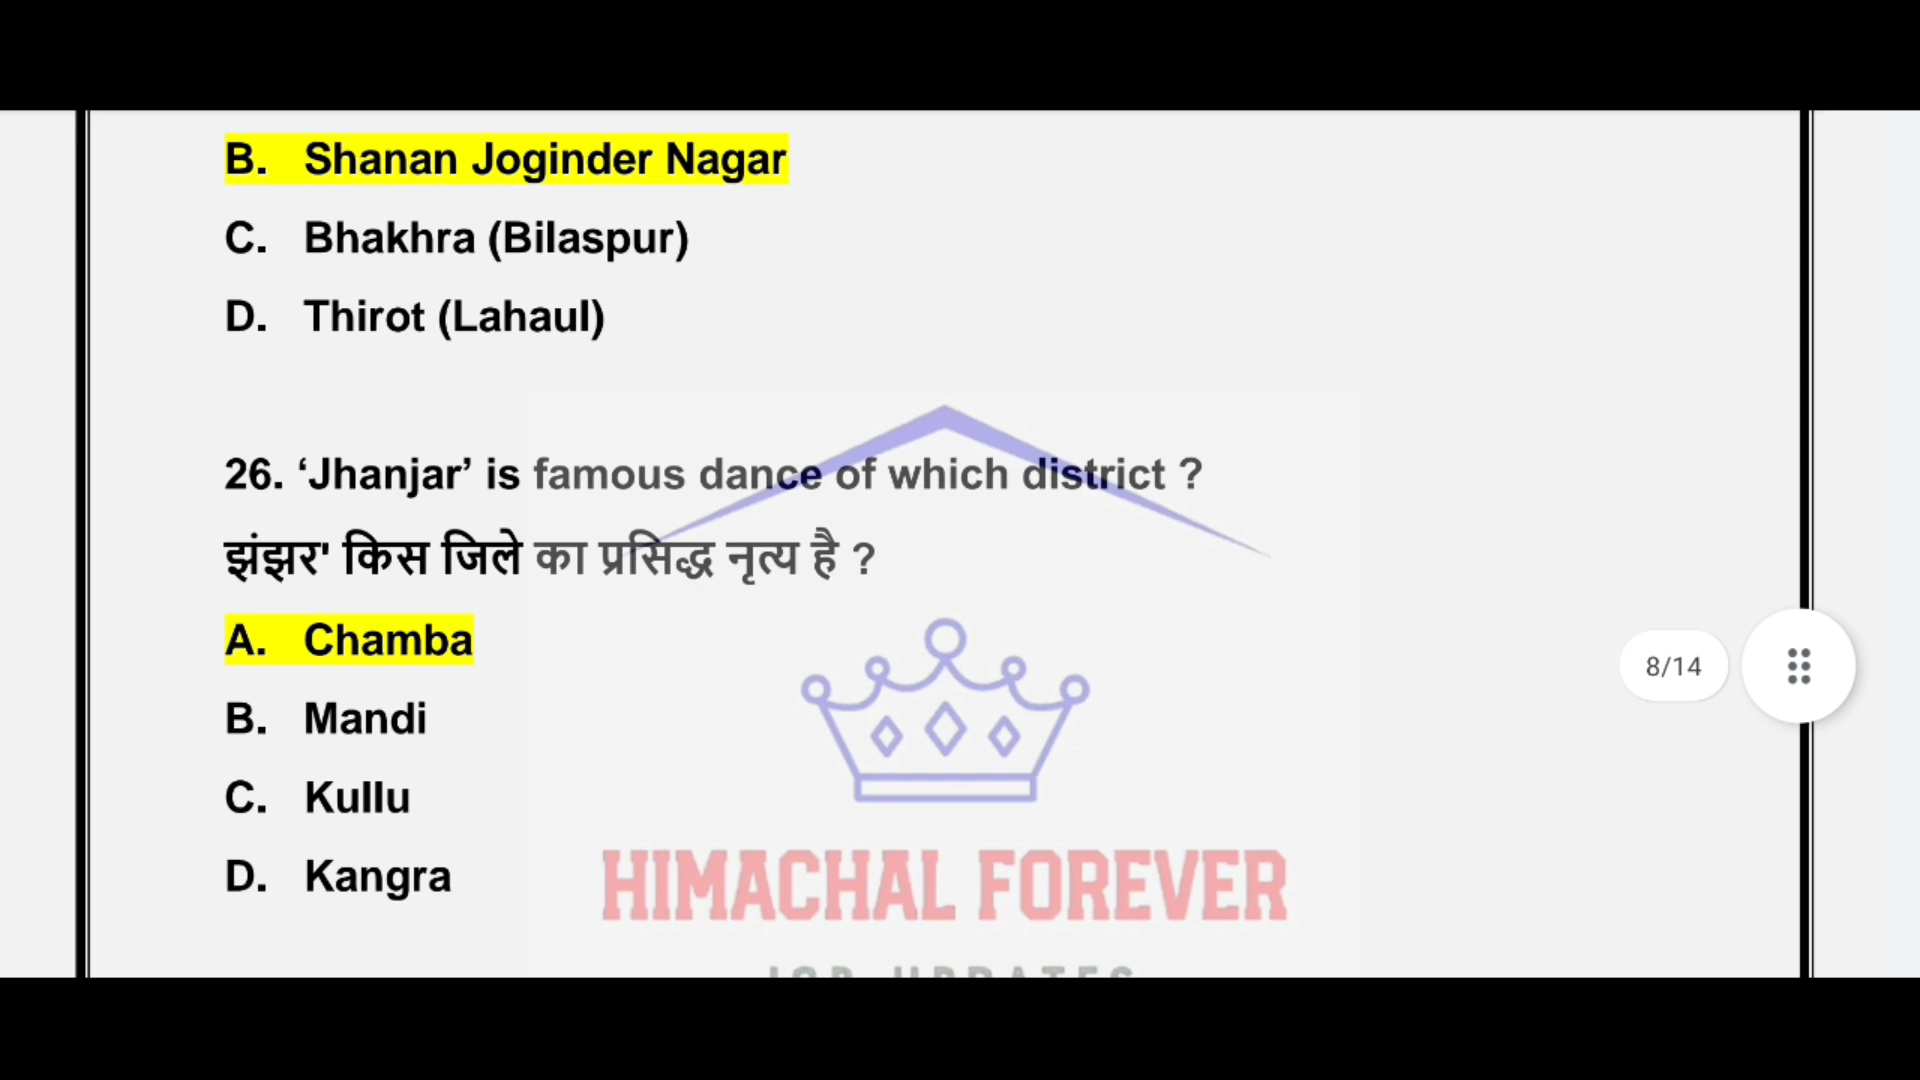 B. Shanan Joginder Nagar
C. Bhakhra (Bilaspur)
D. Thirot (Lahaul)
26. ‘Jhanjar’ is famous dance of which district ?
झंझर' किस जिले का प्रसिद्ध नृत्य है ?
A. Chamba
8/14
B. Mandi
C. Kullu
D. Kangra
HIMACHAL FOREVER